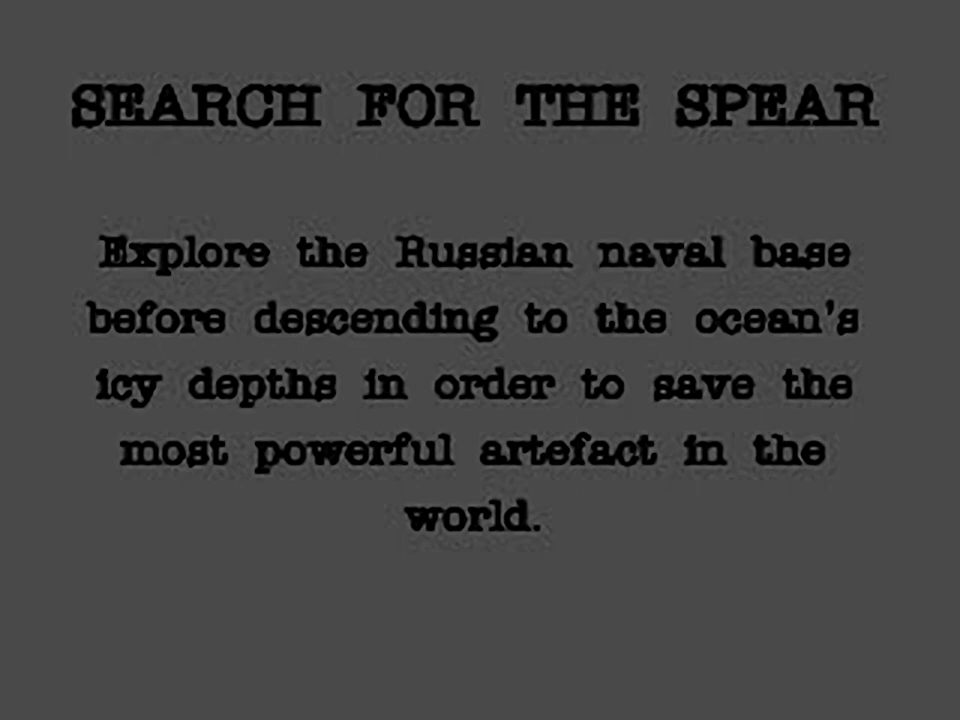 SEARCH FOR THE SPEAR
Explore the Russian naval base
before descending to the ocean's
icy depths in order to save the
most powerful artefact in the
world.